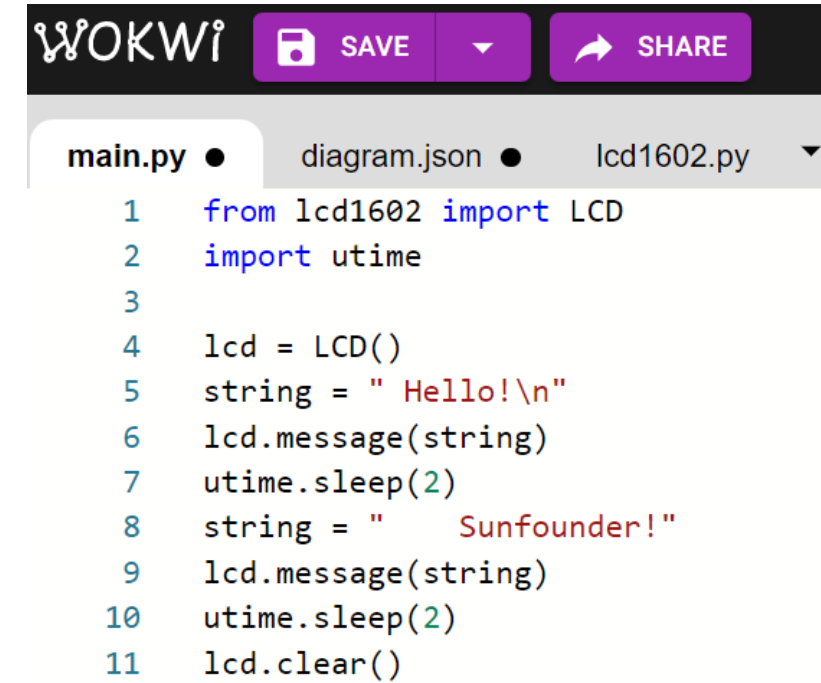 WOKWi SAVE SHARE
main.py ● diagram.json ● lcd1602.py
1 from lcd1602 import LCD
2 import utime
3
4 lcd = LCD()
5 string = " Hello!\n"
6 lcd.message(string)
7 utime.sleep(2)
8 string = "    Sunfounder!"
9 lcd.message(string)
10 utime.sleep(2)
11 lcd.clear()